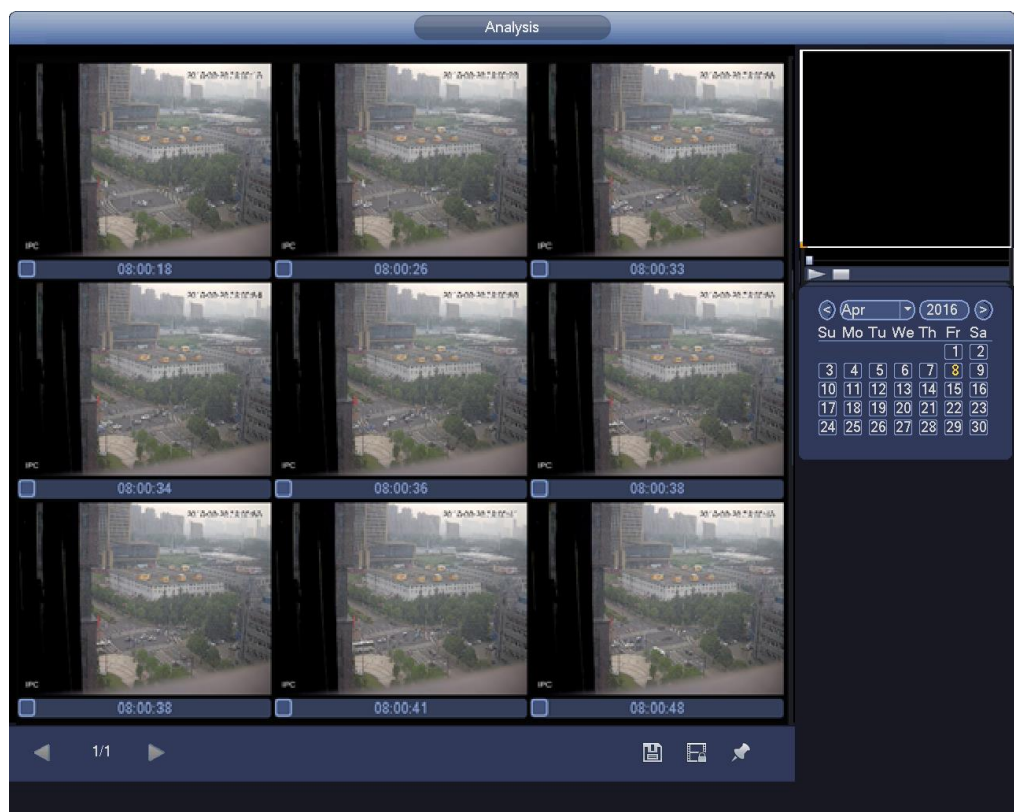 Analysis
IPC
IPC
IPC
08:00:18
08:00:26
08:00:33
< Apr 2016 >
Su Mo Tu We Th Fr Sa
1 2
3 4 5 6 7 8 9
10 11 12 13 14 15 16
17 18 19 20 21 22 23
24 25 26 27 28 29 30
IPC
IPC
IPC
08:00:34
08:00:36
08:00:38
IPC
IPC
IPC
08:00:38
08:00:41
08:00:48
1/1